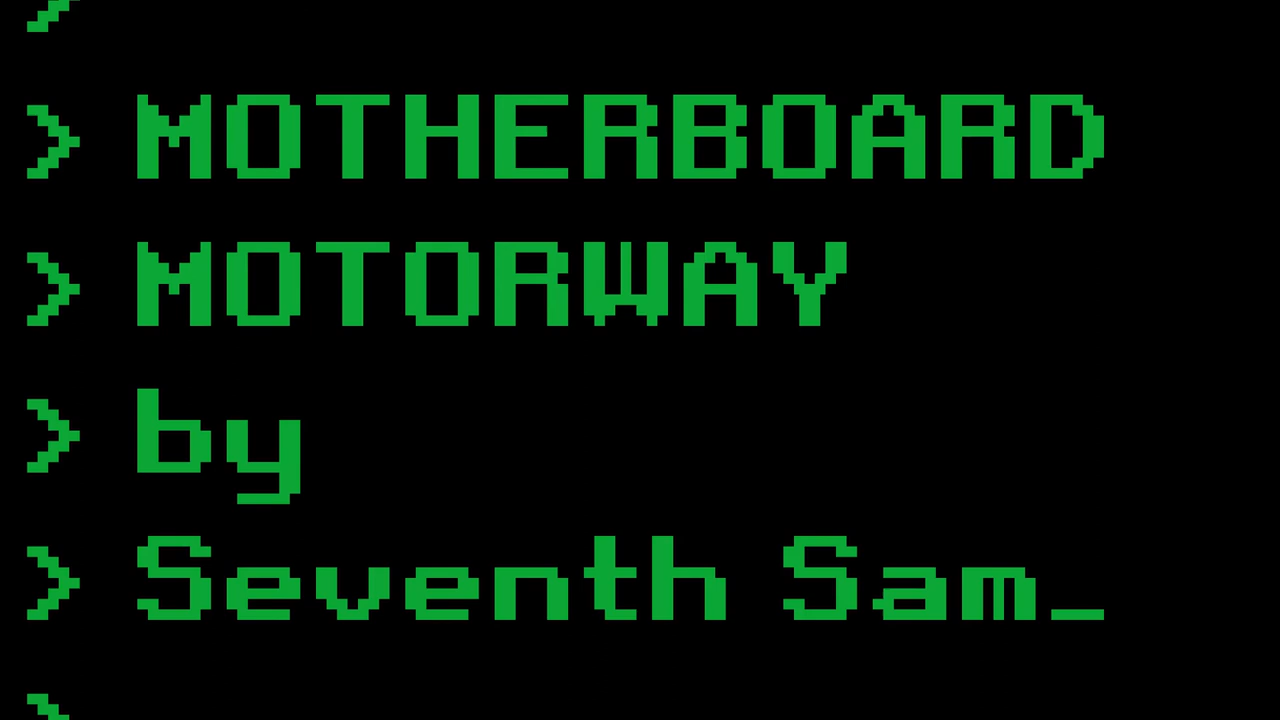 >
> MOTHERBOARD
> MOTORWAY
> by
> Seventh Sam_
>